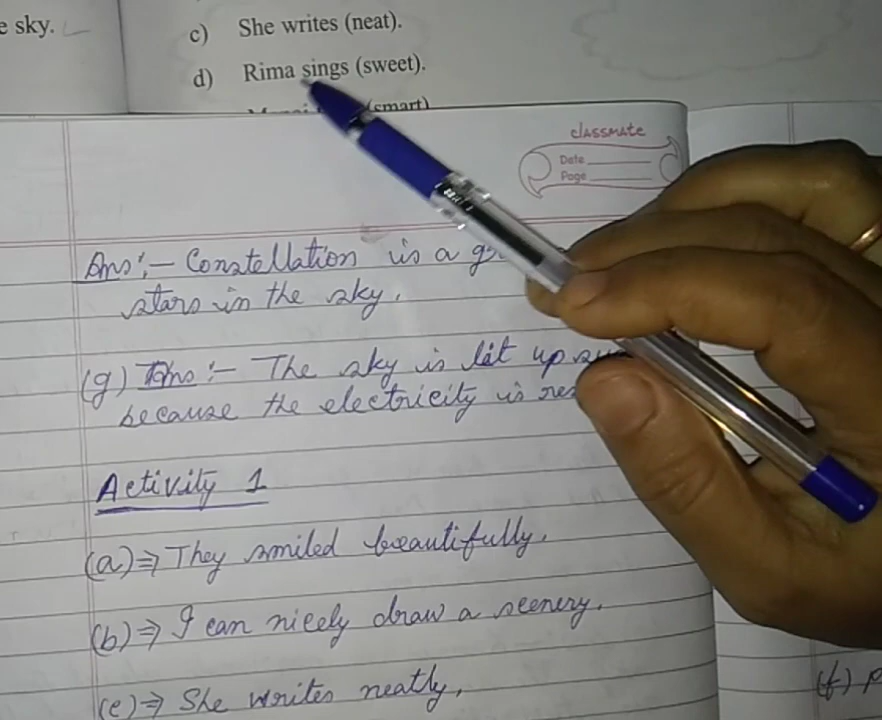 e sky.
c) She writes (neat).
d) Rima sings (sweet).
(smart)
classmate
Date
Page
Ans:- Constellation is a
stars in the sky.
(g) Ans:- The sky is lit up
because the electricity is
Activity 1
(a)⇒ They smiled beautifully.
(b)⇒ I can nicely draw a scenery.
(c)⇒ She writes neatly.
(f)